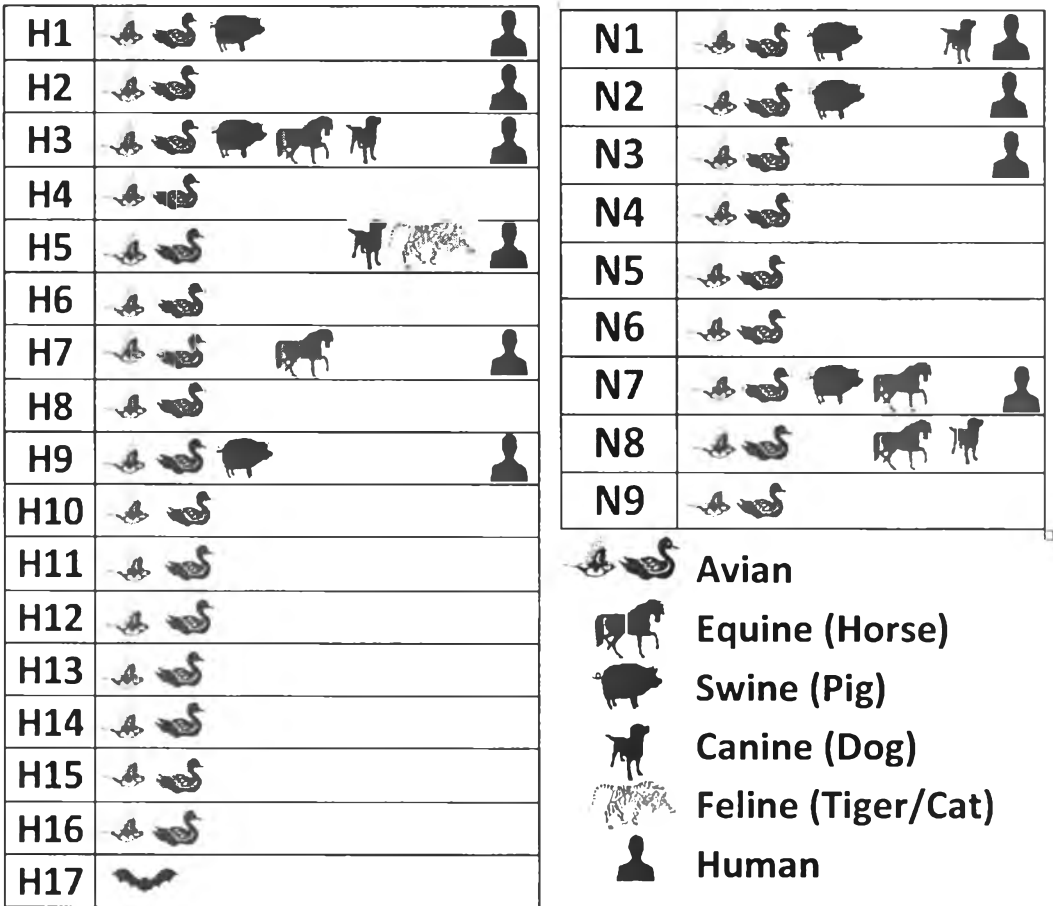 H1
H2
H3
H4
H5
H6
H7
H8
H9
H10
H11
H12
H13
H14
H15
H16
H17
N1
N2
N3
N4
N5
N6
N7
N8
N9
Avian
Equine (Horse)
Swine (Pig)
Canine (Dog)
Feline (Tiger/Cat)
Human